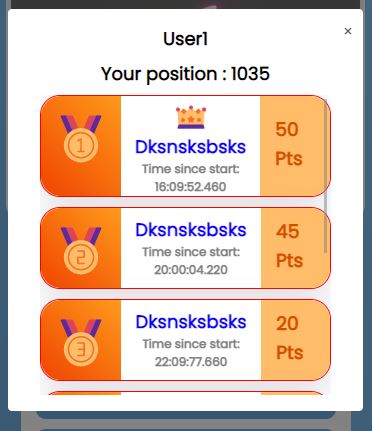 ×
User1
Your position : 1035
1
Dksnsksbsks
Time since start:
16:09:52.460
50
Pts
2
Dksnsksbsks
Time since start:
20:00:04.220
45
Pts
3
Dksnsksbsks
Time since start:
22:09:77.660
20
Pts